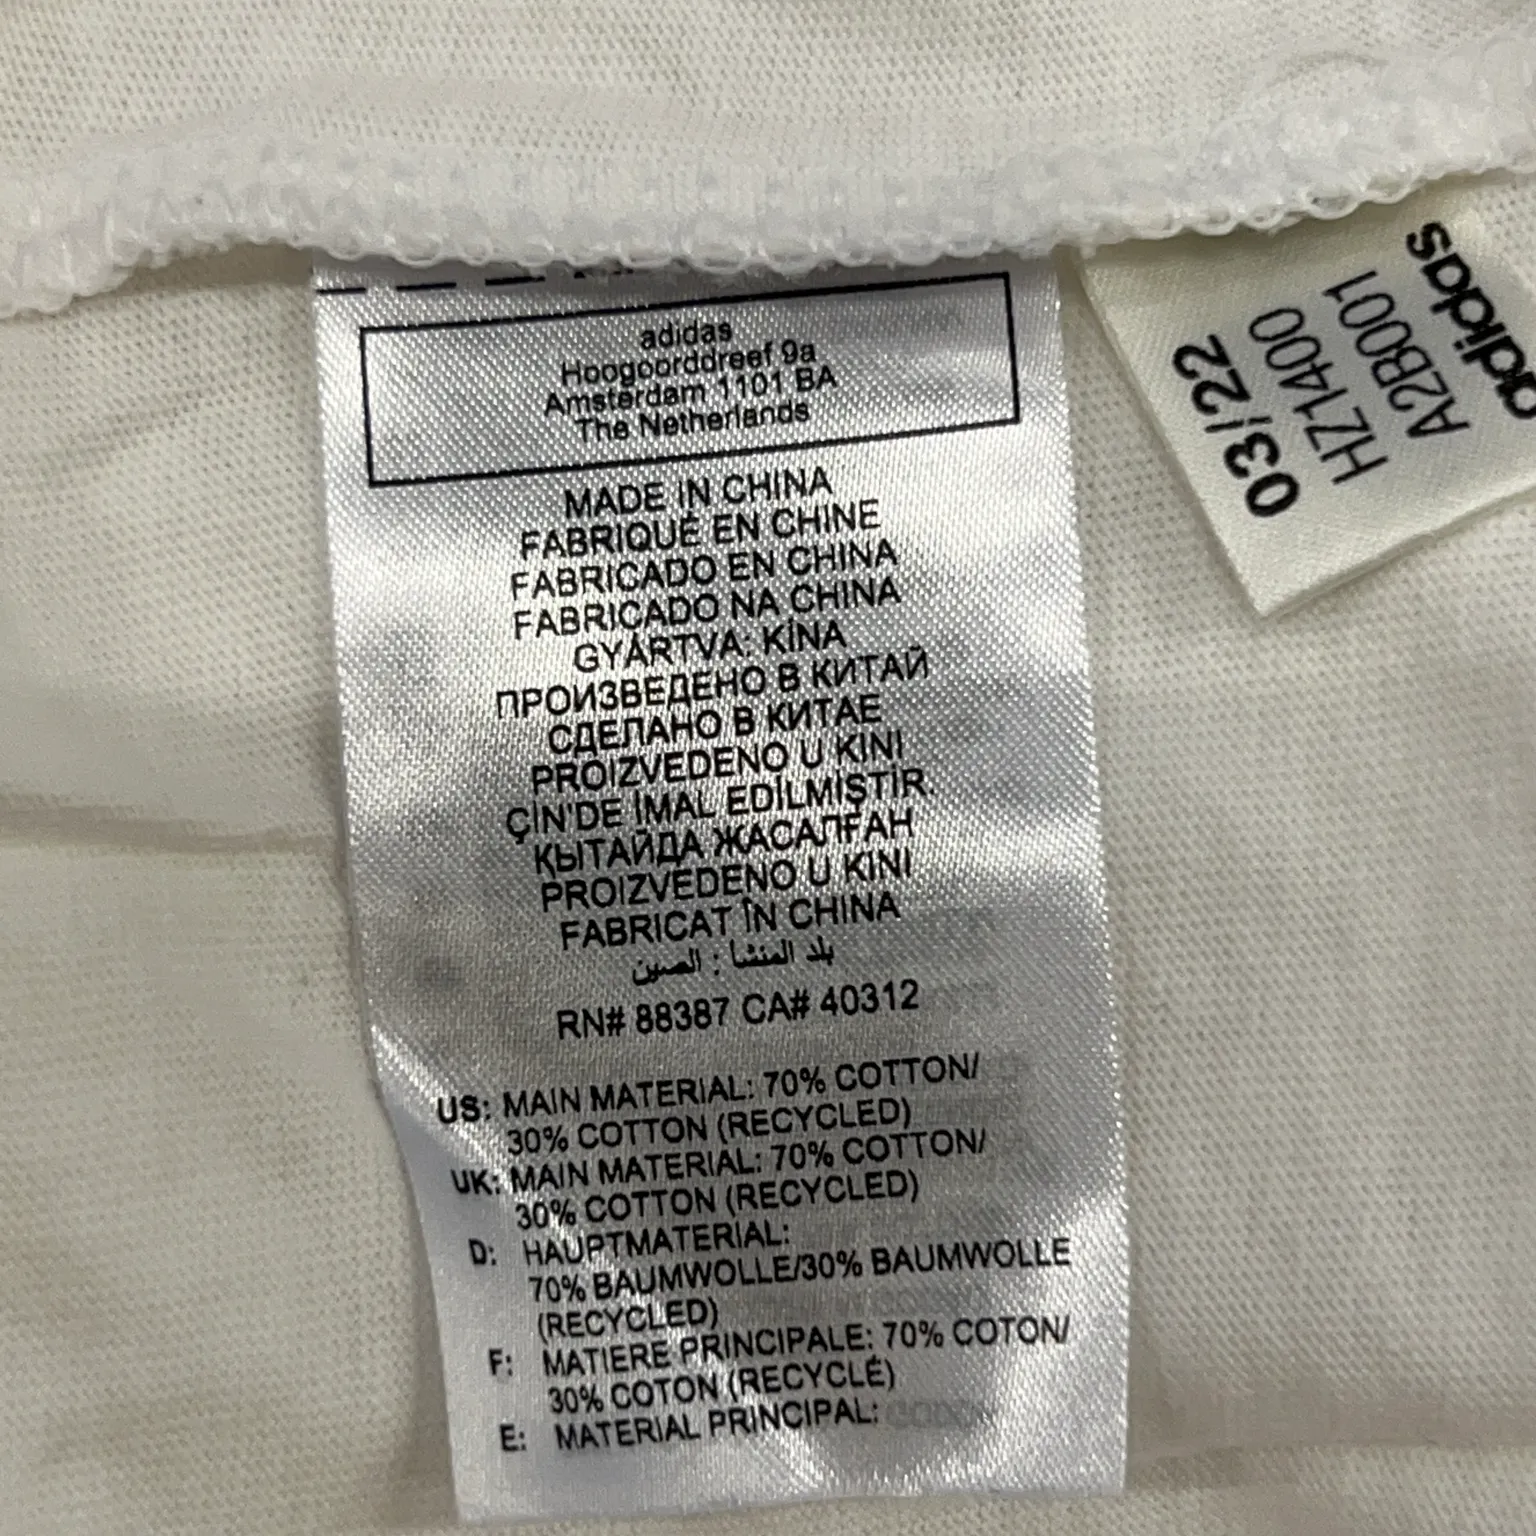 adidas
Hoogoorddreef 9a
Amsterdam 1101 BA
The Netherlands
MADE IN CHINA
FABRIQUÉ EN CHINE
FABRICADO EN CHINA
FABRICADO NA CHINA
GYÁRTVA: KÍNA
ПРОИЗВЕДЕНО В КИТАЙ
СДЕЛАНО В КИТАЕ
PROIZVEDENO U KINI
ÇİN'DE İMAL EDİLMİŞTİR.
ҚЫТАЙДА ЖАСАЛҒАН
PROIZVEDENO U KINI
FABRICAT ÎN CHINA
بلد المنشأ : الصين
RN# 88387 CA# 40312
US: MAIN MATERIAL: 70% COTTON/
30% COTTON (RECYCLED)
UK: MAIN MATERIAL: 70% COTTON/
30% COTTON (RECYCLED)
D: HAUPTMATERIAL:
70% BAUMWOLLE/30% BAUMWOLLE
(RECYCLED)
F: MATIERE PRINCIPALE: 70% COTON/
30% COTON (RECYCLÉ)
E: MATERIAL PRINCIPAL:
adidas
A2B001
HZ1400
03/22